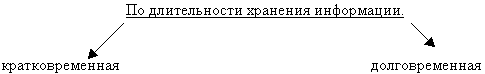 По длительности хранения информации.
кратковременная долговременная